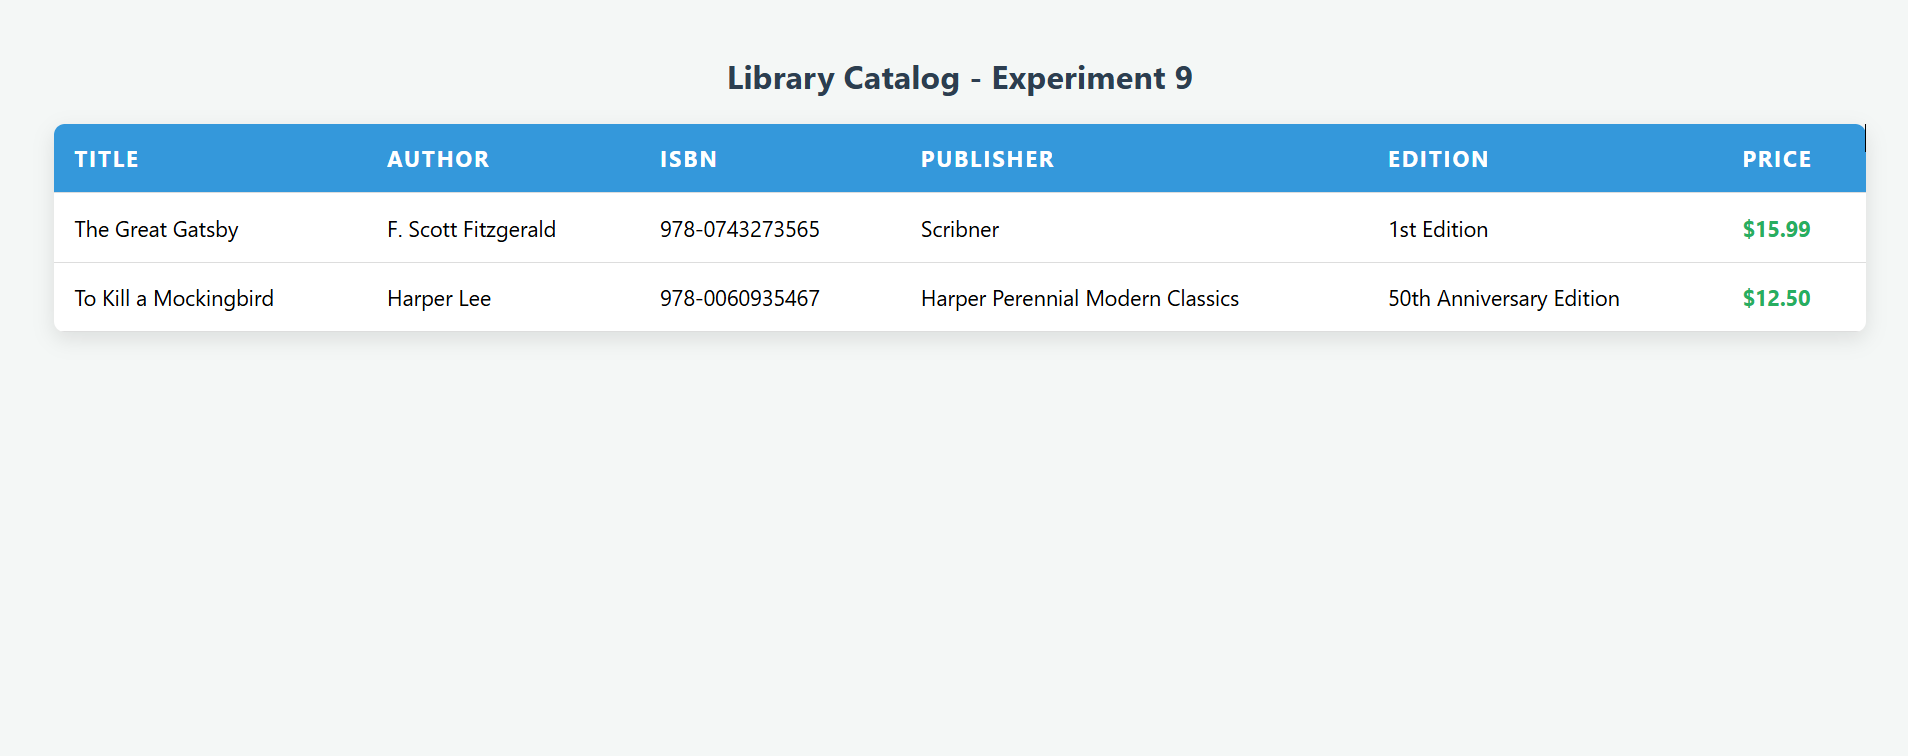 Library Catalog - Experiment 9
TITLE AUTHOR ISBN PUBLISHER EDITION PRICE
The Great Gatsby F. Scott Fitzgerald 978-0743273565 Scribner 1st Edition $15.99
To Kill a Mockingbird Harper Lee 978-0060935467 Harper Perennial Modern Classics 50th Anniversary Edition $12.50